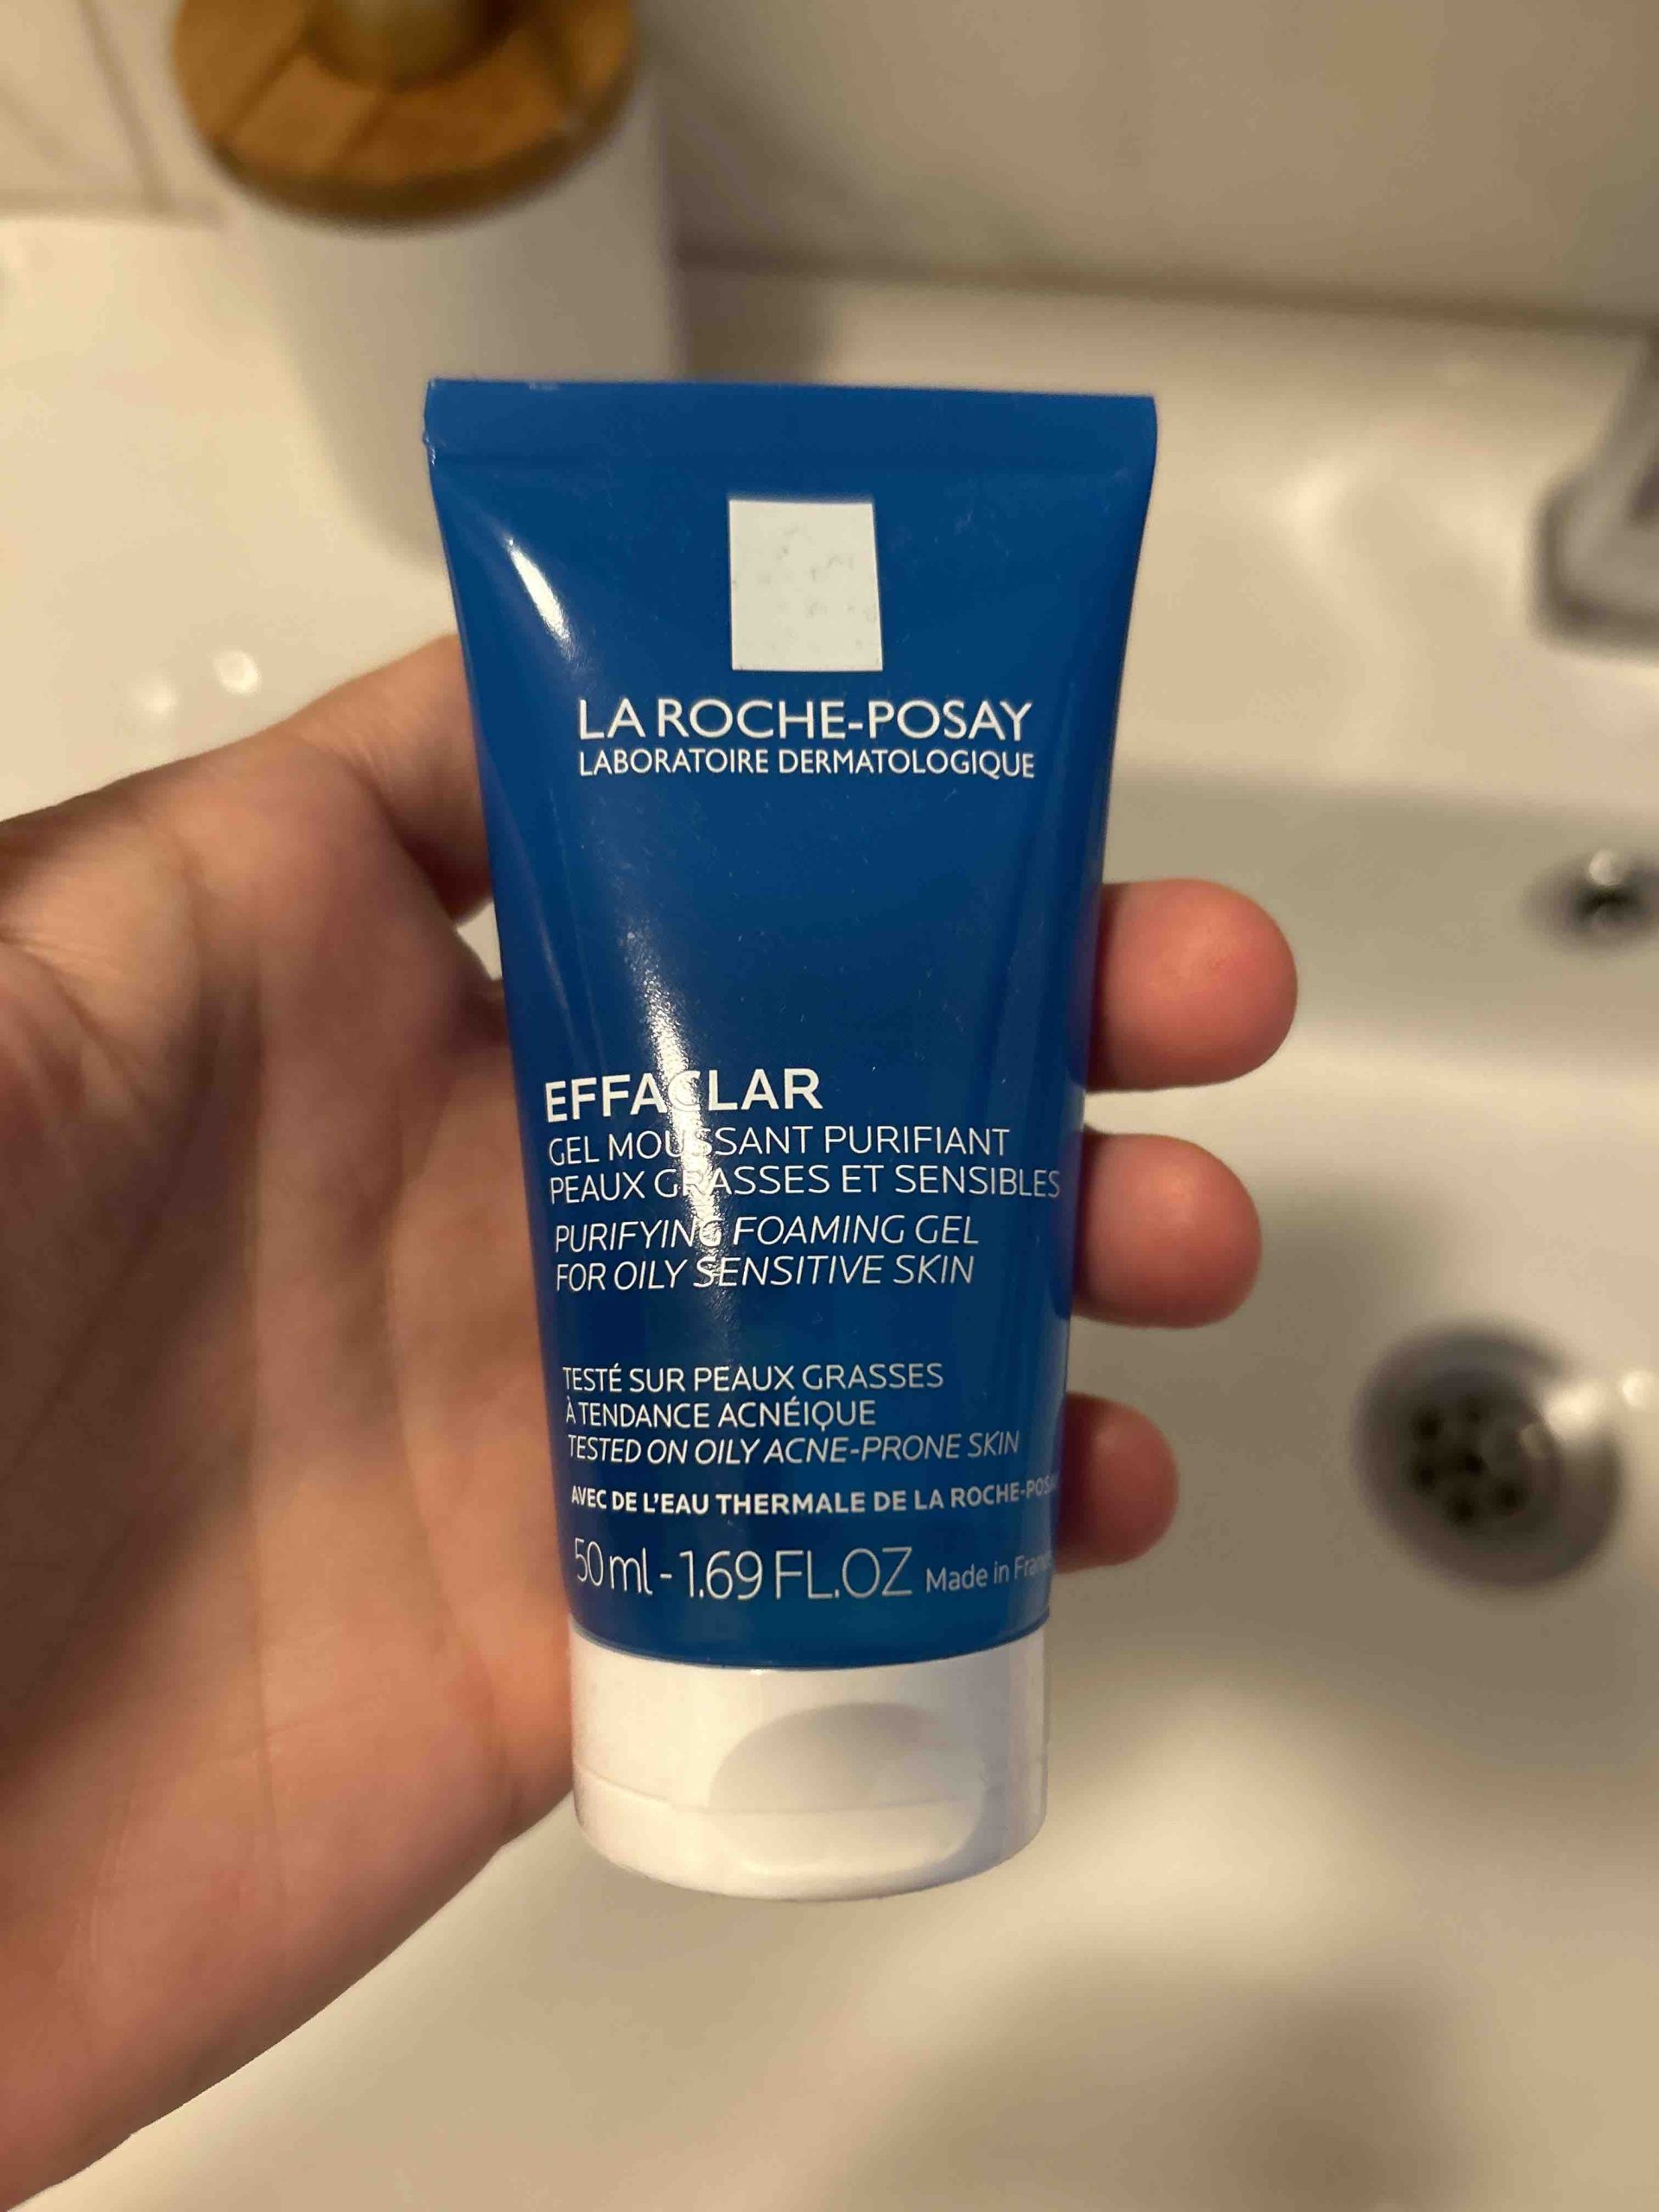 LA ROCHE-POSAY
LABORATOIRE DERMATOLOGIQUE
EFFACLAR
GEL MOUSSANT PURIFIANT
PEAUX GRASSES ET SENSIBLES
PURIFYING FOAMING GEL
FOR OILY SENSITIVE SKIN
TESTÉ SUR PEAUX GRASSES
À TENDANCE ACNÉIQUE
TESTED ON OILY ACNE-PRONE SKIN
AVEC DE L'EAU THERMALE DE LA ROCHE-POSAY
50 ml - 1.69 FL.OZ Made in France